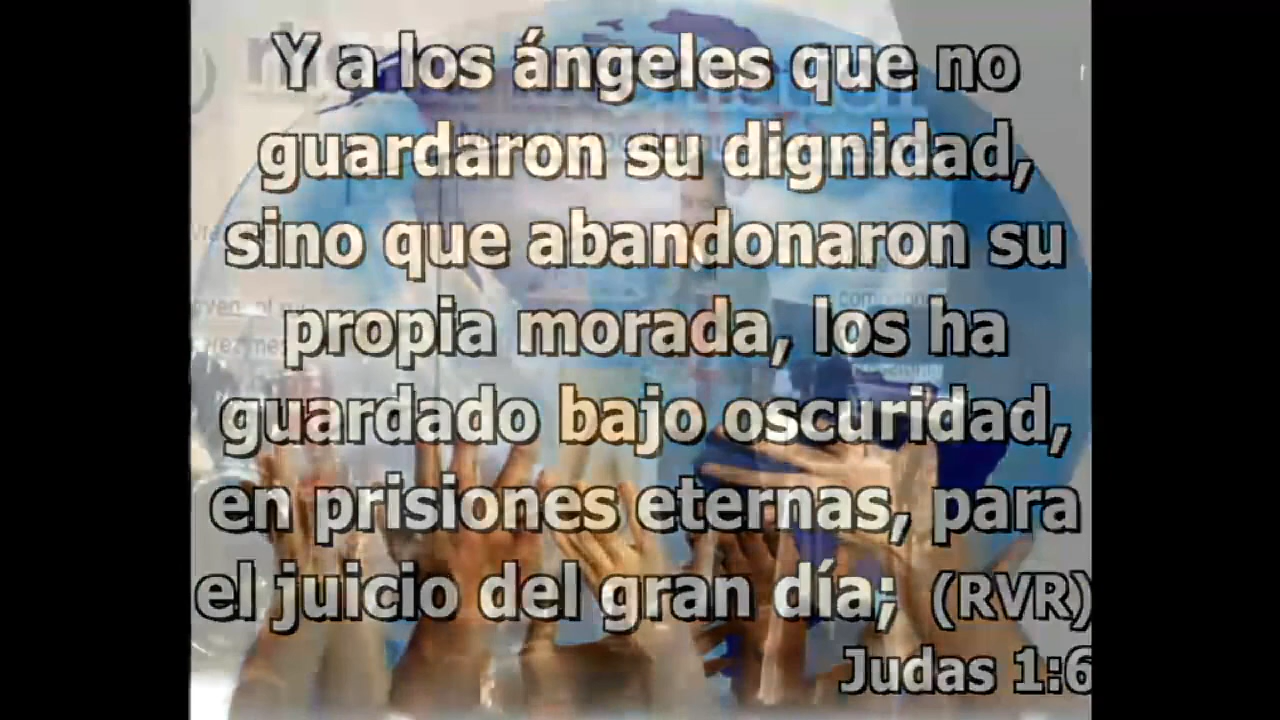 Y a los ángeles que no
guardaron su dignidad,
sino que abandonaron su
propia morada, los ha
guardado bajo oscuridad,
en prisiones eternas, para
el juicio del gran día; (RVR)
Judas 1:6